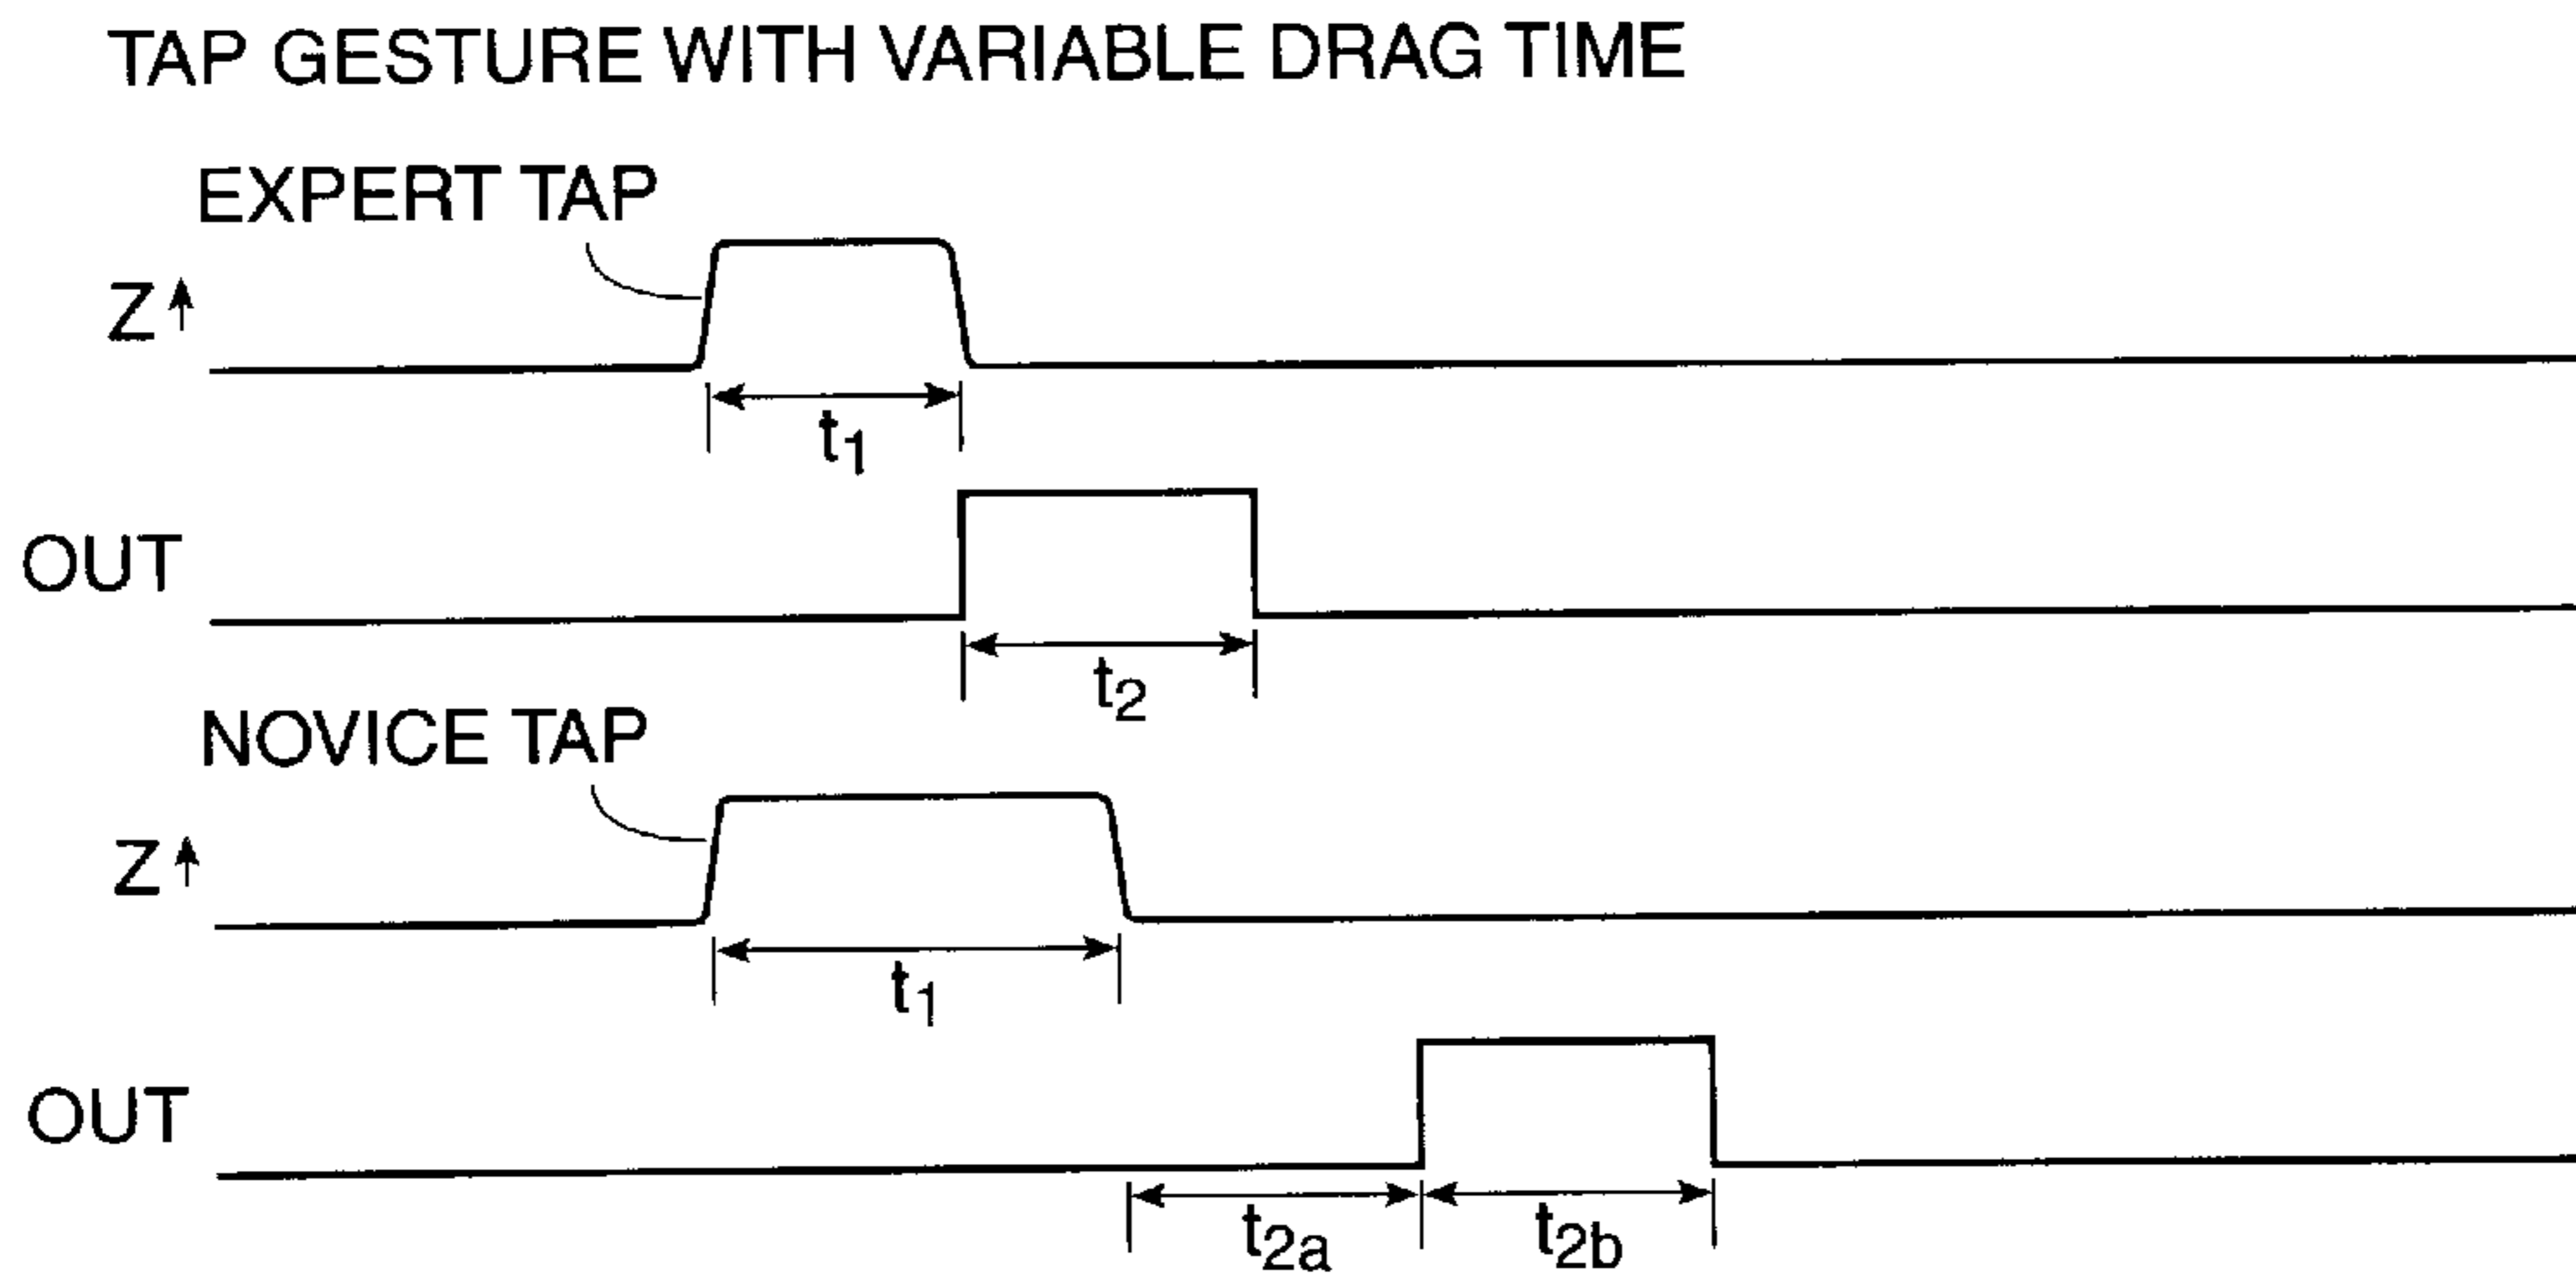 TAP GESTURE WITH VARIABLE DRAG TIME
EXPERT TAP
Z
t1
OUT
t2
NOVICE TAP
Z
t1
OUT
t2a t2b